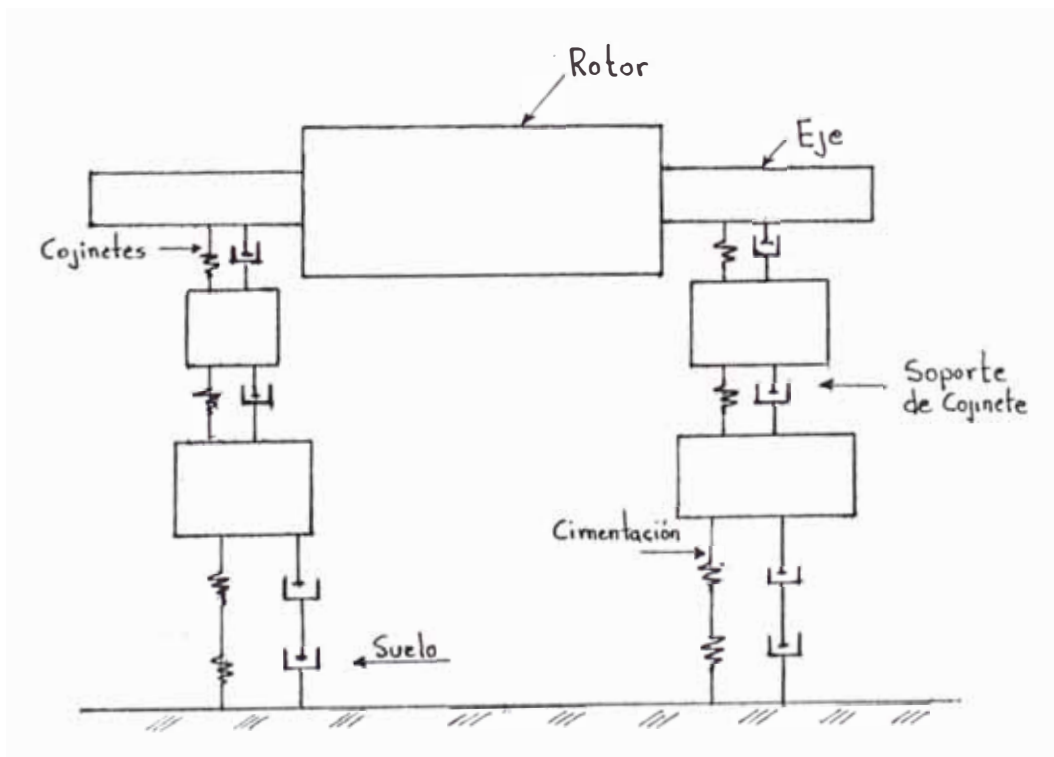 Rotor
Eje
Cojinetes
Soporte
de Cojinete
Cimentación
Suelo